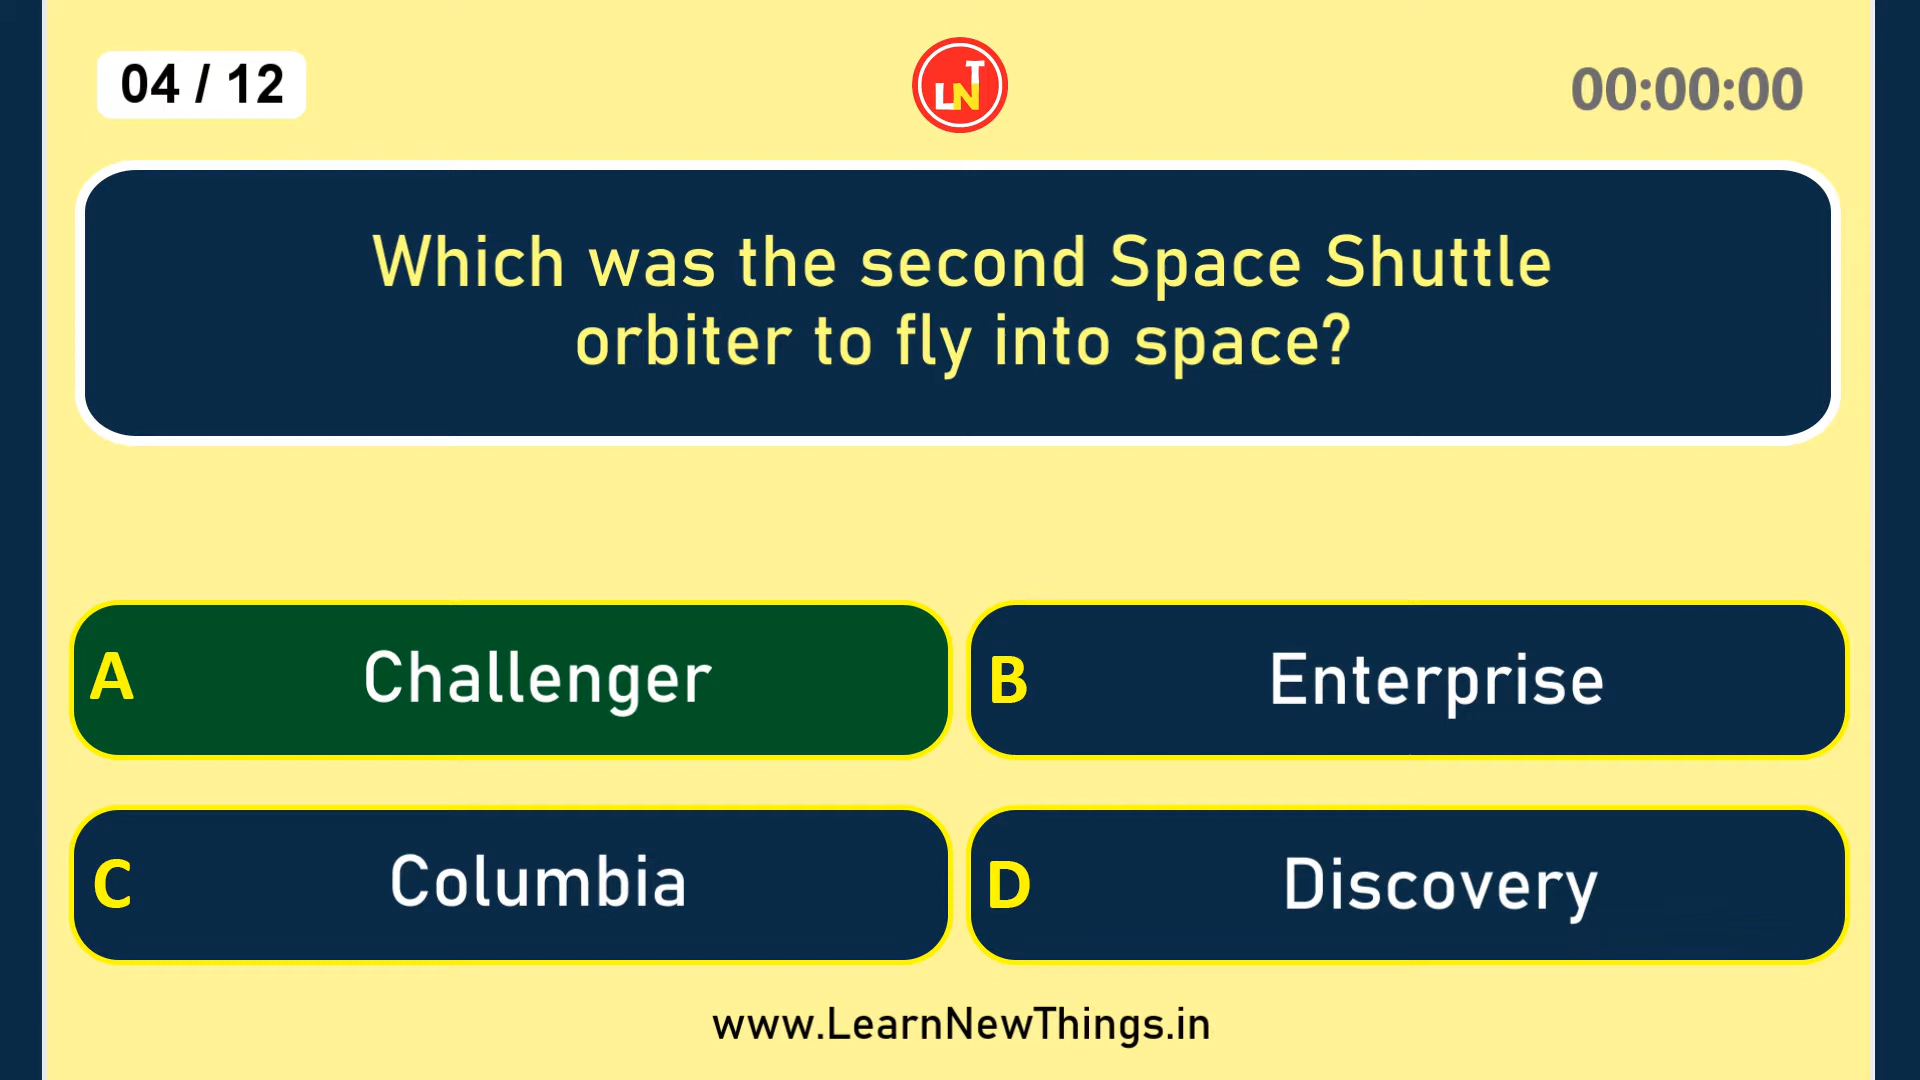 04 / 12
LNT
00:00:00
Which was the second Space Shuttle
orbiter to fly into space?
A Challenger
B Enterprise
C Columbia
D Discovery
www.LearnNewThings.in